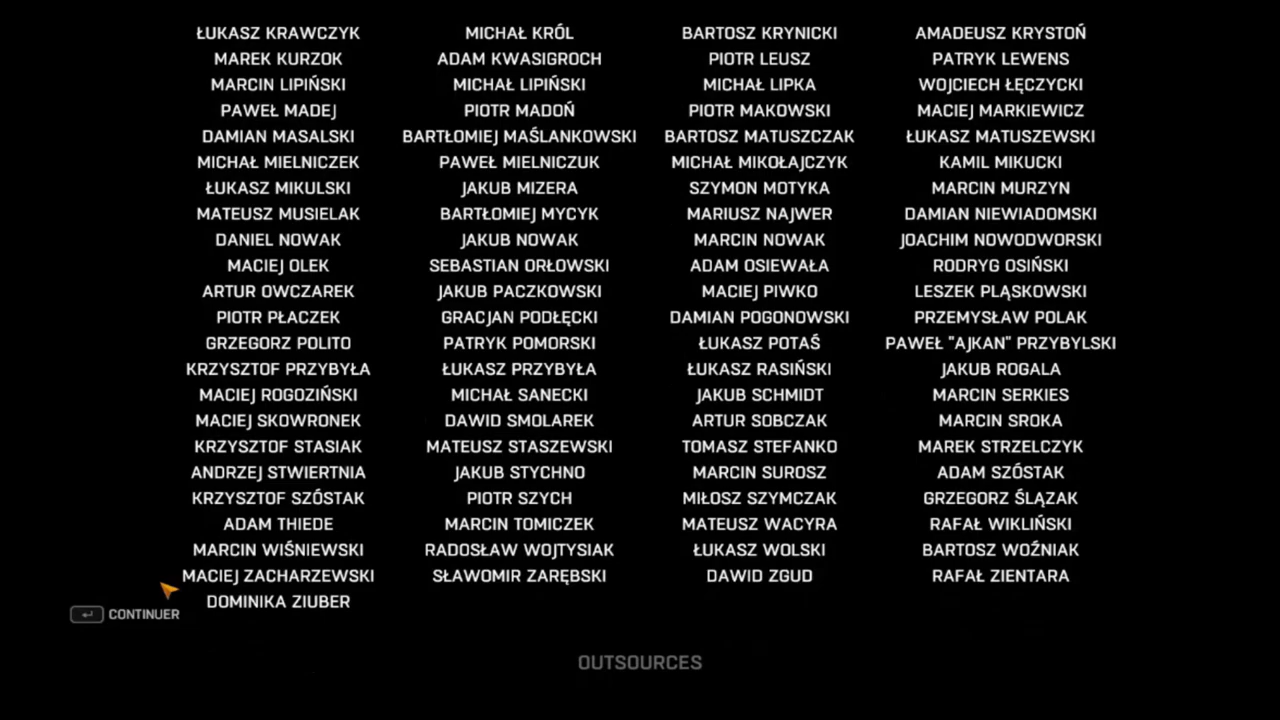 ŁUKASZ KRAWCZYK MICHAŁ KRÓL BARTOSZ KRYNICKI AMADEUSZ KRYSTOŃ
MAREK KURZOK ADAM KWASIGROCH PIOTR LEUSZ PATRYK LEWENS
MARCIN LIPIŃSKI MICHAŁ LIPIŃSKI MICHAŁ LIPKA WOJCIECH ŁĘCZYCKI
PAWEŁ MADEJ PIOTR MADOŃ PIOTR MAKOWSKI MACIEJ MARKIEWICZ
DAMIAN MASALSKI BARTŁOMIEJ MAŚLANKOWSKI BARTOSZ MATUSZCZAK ŁUKASZ MATUSZEWSKI
MICHAŁ MIELNICZEK PAWEŁ MIELNICZUK MICHAŁ MIKOŁAJCZYK KAMIL MIKUCKI
ŁUKASZ MIKULSKI JAKUB MIZERA SZYMON MOTYKA MARCIN MURZYN
MATEUSZ MUSIELAK BARTŁOMIEJ MYCYK MARIUSZ NAJWER DAMIAN NIEWIADOMSKI
DANIEL NOWAK JAKUB NOWAK MARCIN NOWAK JOACHIM NOWODWORSKI
MACIEJ OLEK SEBASTIAN ORŁOWSKI ADAM OSIEWAŁA RODRYG OSIŃSKI
ARTUR OWCZAREK JAKUB PACZKOWSKI MACIEJ PIWKO LESZEK PLĄSKOWSKI
PIOTR PŁACZEK GRACJAN PODŁĘCKI DAMIAN POGONOWSKI PRZEMYSŁAW POLAK
GRZEGORZ POLITO PATRYK POMORSKI ŁUKASZ POTAŚ PAWEŁ "AJKAN" PRZYBYLSKI
KRZYSZTOF PRZYBYŁA ŁUKASZ PRZYBYŁA ŁUKASZ RASIŃSKI JAKUB ROGALA
MACIEJ ROGOZIŃSKI MICHAŁ SANECKI JAKUB SCHMIDT MARCIN SERKIES
MACIEJ SKOWRONEK DAWID SMOLAREK ARTUR SOBCZAK MARCIN SROKA
KRZYSZTOF STASIAK MATEUSZ STASZEWSKI TOMASZ STEFANKO MAREK STRZELCZYK
ANDRZEJ STWIERTNIA JAKUB STYCHNO MARCIN SUROSZ ADAM SZÓSTAK
KRZYSZTOF SZÓSTAK PIOTR SZYCH MIŁOSZ SZYMCZAK GRZEGORZ ŚLĄZAK
ADAM THIEDE MARCIN TOMICZEK MATEUSZ WACYRA RAFAŁ WIKLIŃSKI
MARCIN WIŚNIEWSKI RADOSŁAW WOJTYSIAK ŁUKASZ WOLSKI BARTOSZ WOŹNIAK
MACIEJ ZACHARZEWSKI SŁAWOMIR ZARĘBSKI DAWID ZGUD RAFAŁ ZIENTARA
DOMINIKA ZIUBER
CONTINUER
OUTSOURCES